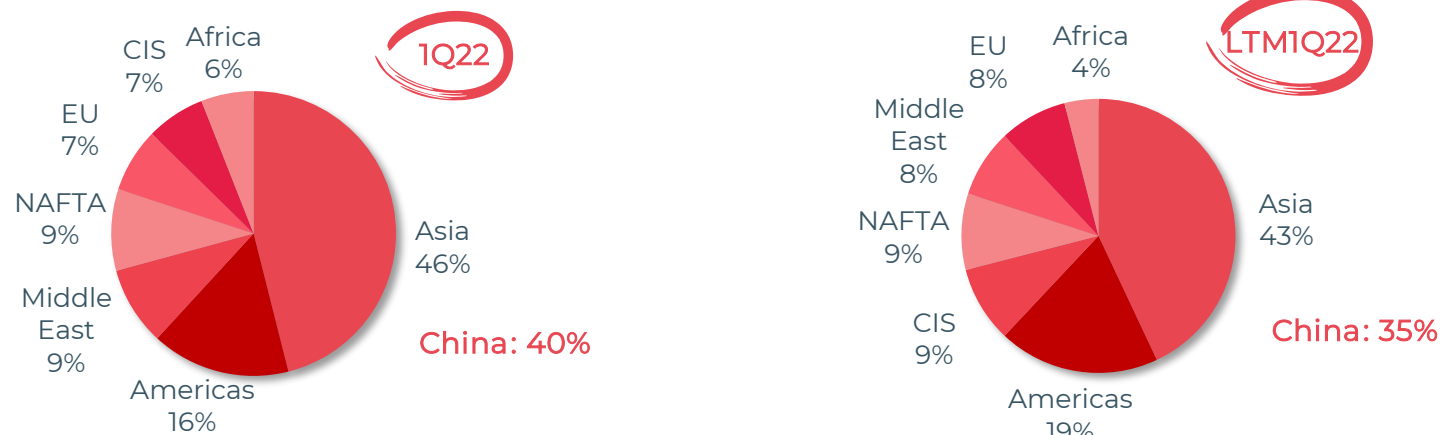 1Q22
Africa
6%
CIS
7%
EU
7%
NAFTA
9%
Middle
East
9%
Americas
16%
Asia
46%
China: 40%
LTM1Q22
Africa
4%
EU
8%
Middle
East
8%
NAFTA
9%
CIS
9%
Americas
19%
Asia
43%
China: 35%